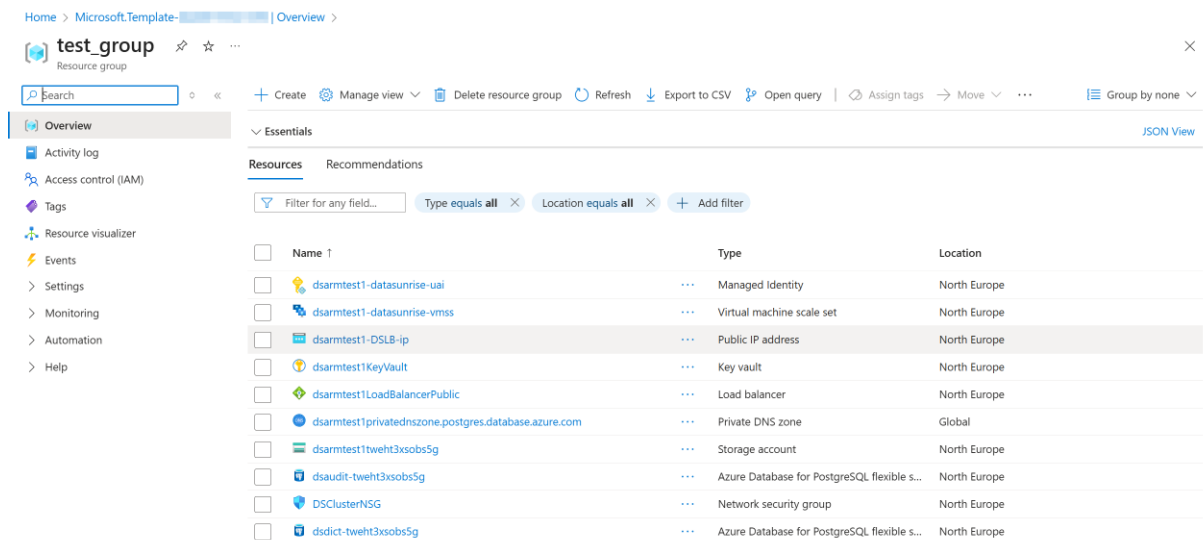 Home > Microsoft.Template- | Overview >
test_group
Resource group
Search
Create Manage view Delete resource group Refresh Export to CSV Open query | Assign tags Move ... Group by none
Overview
Essentials JSON View
Activity log
Resources Recommendations
Access control (IAM)
Tags
Filter for any field... Type equals all Location equals all Add filter
Resource visualizer
Events
Name ↑ Type Location
Settings
dsarmtest1-datasunrise-uai ... Managed Identity North Europe
Monitoring
dsarmtest1-datasunrise-vmss ... Virtual machine scale set North Europe
Automation
dsarmtest1-DSLB-ip ... Public IP address North Europe
Help
dsarmtest1KeyVault ... Key vault North Europe
dsarmtest1LoadBalancerPublic ... Load balancer North Europe
dsarmtest1privatednszone.postgres.database.azure.com ... Private DNS zone Global
dsarmtest1tweht3xsobs5g ... Storage account North Europe
dsaudit-tweht3xsobs5g ... Azure Database for PostgreSQL flexible s... North Europe
DSClusterNSG ... Network security group North Europe
dsdict-tweht3xsobs5g ... Azure Database for PostgreSQL flexible s... North Europe